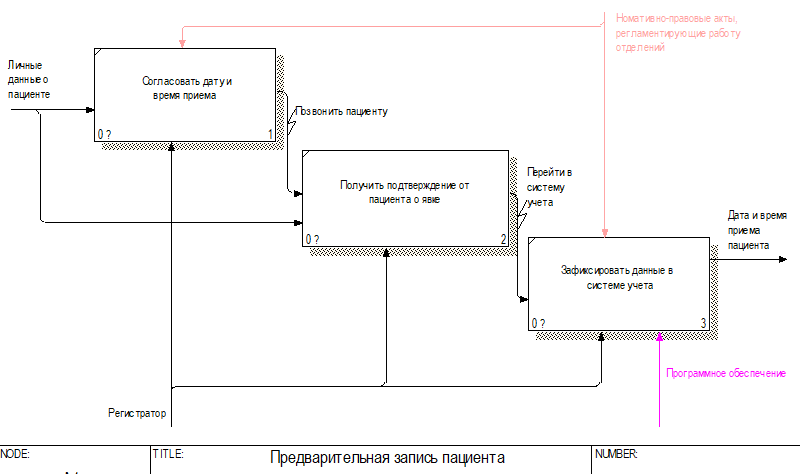 Номативно-правовые акты,
регламентирующие работу
отделений
Личные
данные о
пациенте
Согласовать дату и
время приема
0 ?
1
Позвонить пациенту
Получить подтверждение от
пациента о явке
0 ?
2
Перейти в
систему
учета
Дата и время
приема
пациента
Зафиксировать данные в
системе учета
0 ?
3
Программное обеспечение
Регистратор
NODE:
TITLE:
Предварительная запись пациента
NUMBER: